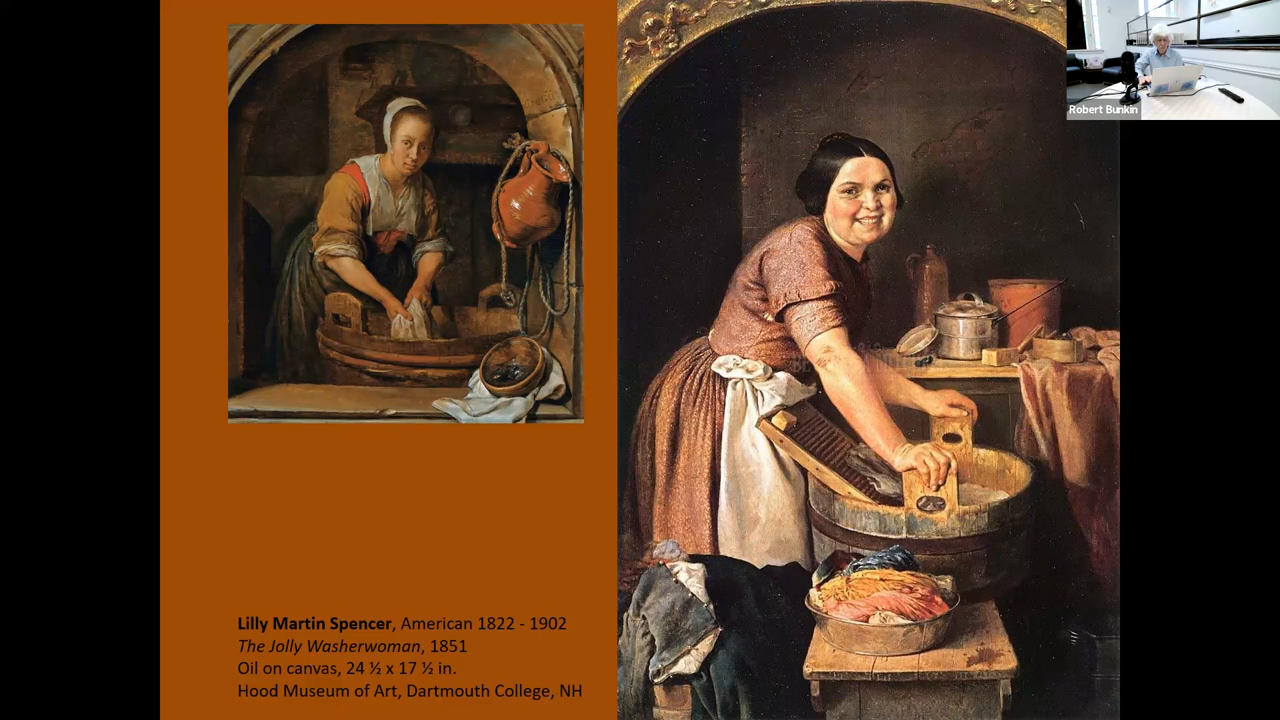 Robert Bunkin
Lilly Martin Spencer, American 1822 - 1902
The Jolly Washerwoman, 1851
Oil on canvas, 24 ½ x 17 ½ in.
Hood Museum of Art, Dartmouth College, NH